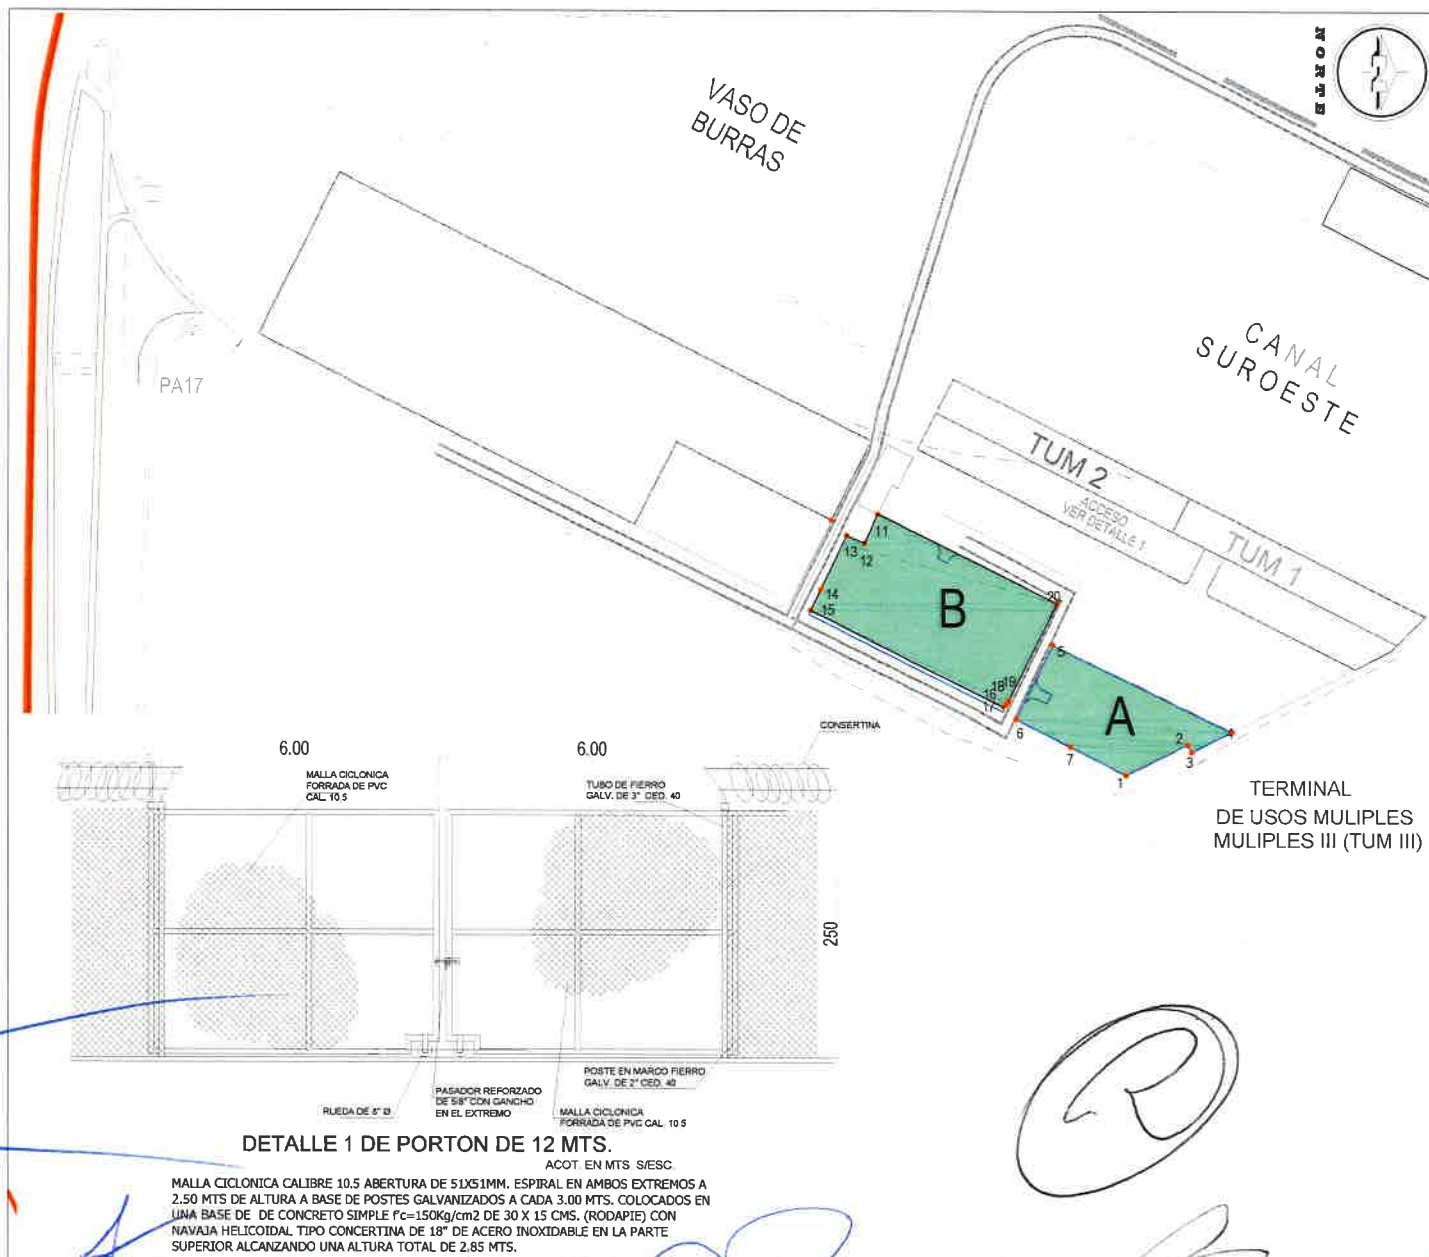 NORTE
VASO DE
BURRAS
CANAL
SUROESTE
PA17
TUM 2
ACCESO
VER DETALLE 1
TUM 1
11
13
12
14
15
B
20
5
18
19
16
17
6
A
7
2
3
1
TERMINAL
DE USOS MULIPLES
MULIPLES III (TUM III)
CONSERTINA
6.00
6.00
MALLA CICLONICA
FORRADA DE PVC
CAL. 10.5
TUBO DE FIERRO
GALV. DE 3" CED. 40
250
POSTE EN MARCO FIERRO
GALV. DE 2" CED. 40
RUEDA DE 6" Ø
PASADOR REFORZADO
DE 5/8" CON GANCHO
EN EL EXTREMO
MALLA CICLONICA
FORRADA DE PVC CAL. 10.5
DETALLE 1 DE PORTON DE 12 MTS.
ACOT. EN MTS. S/ESC.
MALLA CICLONICA CALIBRE 10.5 ABERTURA DE 51X51MM. ESPIRAL EN AMBOS EXTREMOS A
2.50 MTS DE ALTURA A BASE DE POSTES GALVANIZADOS A CADA 3.00 MTS. COLOCADOS EN
UNA BASE DE DE CONCRETO SIMPLE f'c=150Kg/cm2 DE 30 X 15 CMS. (RODAPIE) CON
NAVAJA HELICOIDAL TIPO CONCERTINA DE 18" DE ACERO INOXIDABLE EN LA PARTE
SUPERIOR ALCANZANDO UNA ALTURA TOTAL DE 2.85 MTS.